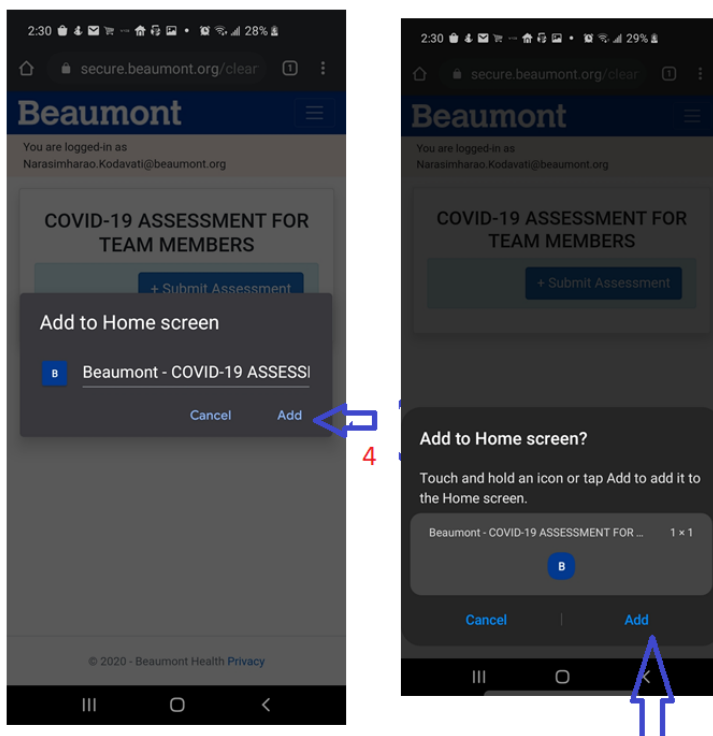 2:30 28%
secure.beaumont.org/clear 1
Beaumont
You are logged-in as
Narasimharao.Kodavati@beaumont.org
COVID-19 ASSESSMENT FOR
TEAM MEMBERS
+ Submit Assessment
Add to Home screen
B Beaumont - COVID-19 ASSESSI
Cancel Add
© 2020 - Beaumont Health Privacy
4
2:30 29%
secure.beaumont.org/clear 1
Beaumont
You are logged-in as
Narasimharao.Kodavati@beaumont.org
COVID-19 ASSESSMENT FOR
TEAM MEMBERS
+ Submit Assessment
Add to Home screen?
Touch and hold an icon or tap Add to add it to
the Home screen.
Beaumont - COVID-19 ASSESSMENT FOR ... 1 × 1
B
Cancel Add